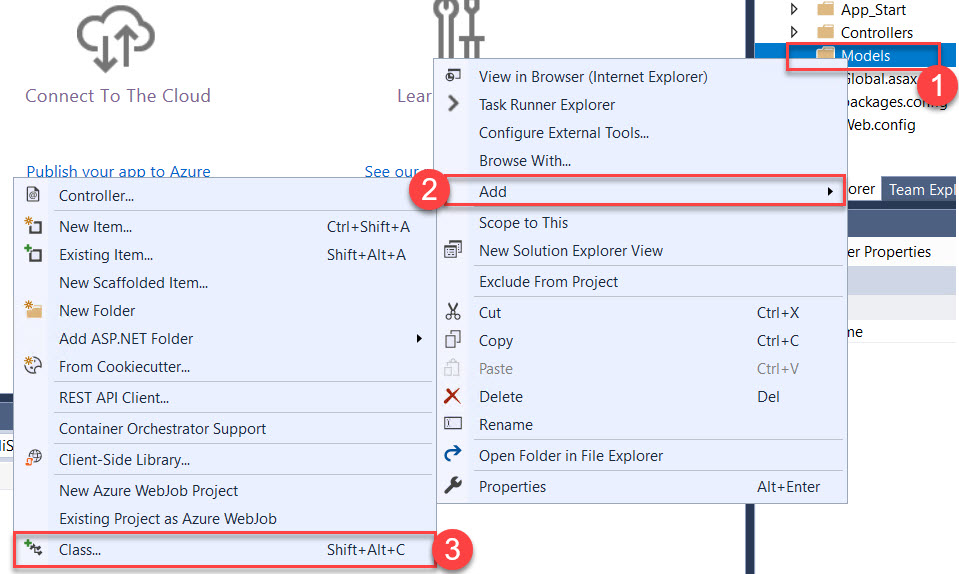 App_Start
Controllers
Models
1
Global.asax
packages.config
Web.config
Connect To The Cloud
Lear
Publish your app to Azure
See our
View in Browser (Internet Explorer)
Task Runner Explorer
Configure External Tools...
Browse With...
2
Add
Scope to This
New Solution Explorer View
Exclude From Project
Cut Ctrl+X
Copy Ctrl+C
Paste Ctrl+V
Delete Del
Rename
Open Folder in File Explorer
Properties Alt+Enter
Controller...
New Item... Ctrl+Shift+A
Existing Item... Shift+Alt+A
New Scaffolded Item...
New Folder
Add ASP.NET Folder
From Cookiecutter...
REST API Client...
Container Orchestrator Support
Client-Side Library...
New Azure WebJob Project
Existing Project as Azure WebJob
Class... Shift+Alt+C
3
orer Team Expl
er Properties
me